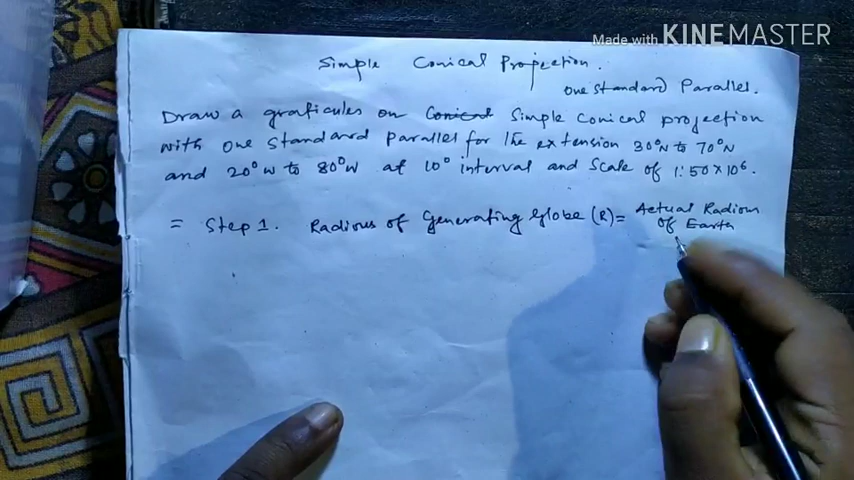 Made with KINEMASTER
Simple Conical Projection.
One Standard Parallel.
Draw a graticules on Conical Simple Conical projection
with One Standard Parallel for the extension 30°N to 70°N
and 20°W to 80°W at 10° interval and Scale of 1:50×10⁶.
= Step 1. Radious of Generating Globe (R) = Actual Radious
of Earth